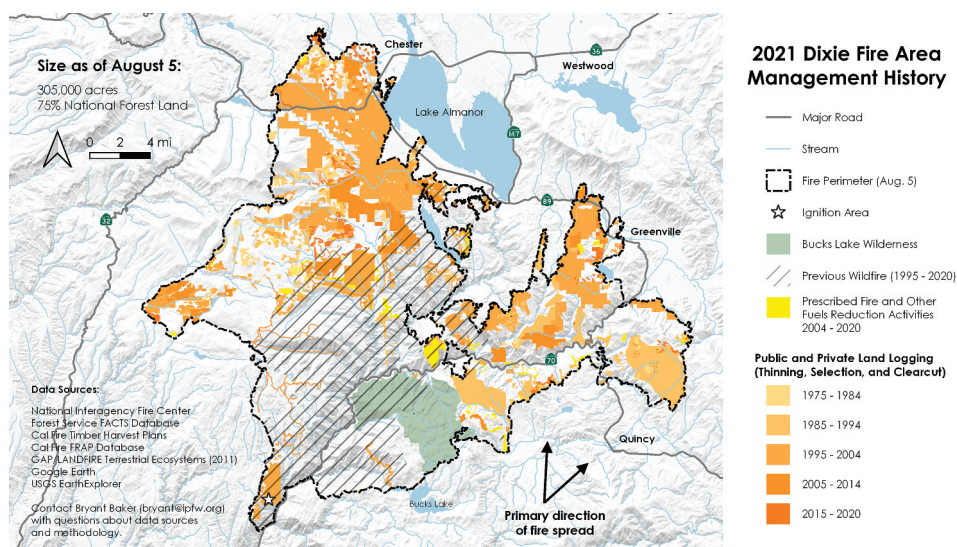 Size as of August 5:
305,000 acres
75% National Forest Land
0 2 4 mi
Chester
36
Westwood
Lake Almanor
147
32
89
Greenville
70
Quincy
Bucks Lake
Primary direction
of fire spread
Data Sources:
National Interagency Fire Center
Forest Service FACTS Database
Cal Fire Timber Harvest Plans
Cal Fire FRAP Database
GAP/LANDFIRE Terrestrial Ecosystems (2011)
Google Earth
USGS EarthExplorer
Contact Bryant Baker (bryant@lpfw.org)
with questions about data sources
and methodology.
2021 Dixie Fire Area
Management History
Major Road
Stream
Fire Perimeter (Aug. 5)
Ignition Area
Bucks Lake Wilderness
Previous Wildfire (1995 - 2020)
Prescribed Fire and Other
Fuels Reduction Activities
2004 - 2020
Public and Private Land Logging
(Thinning, Selection, and Clearcut)
1975 - 1984
1985 - 1994
1995 - 2004
2005 - 2014
2015 - 2020